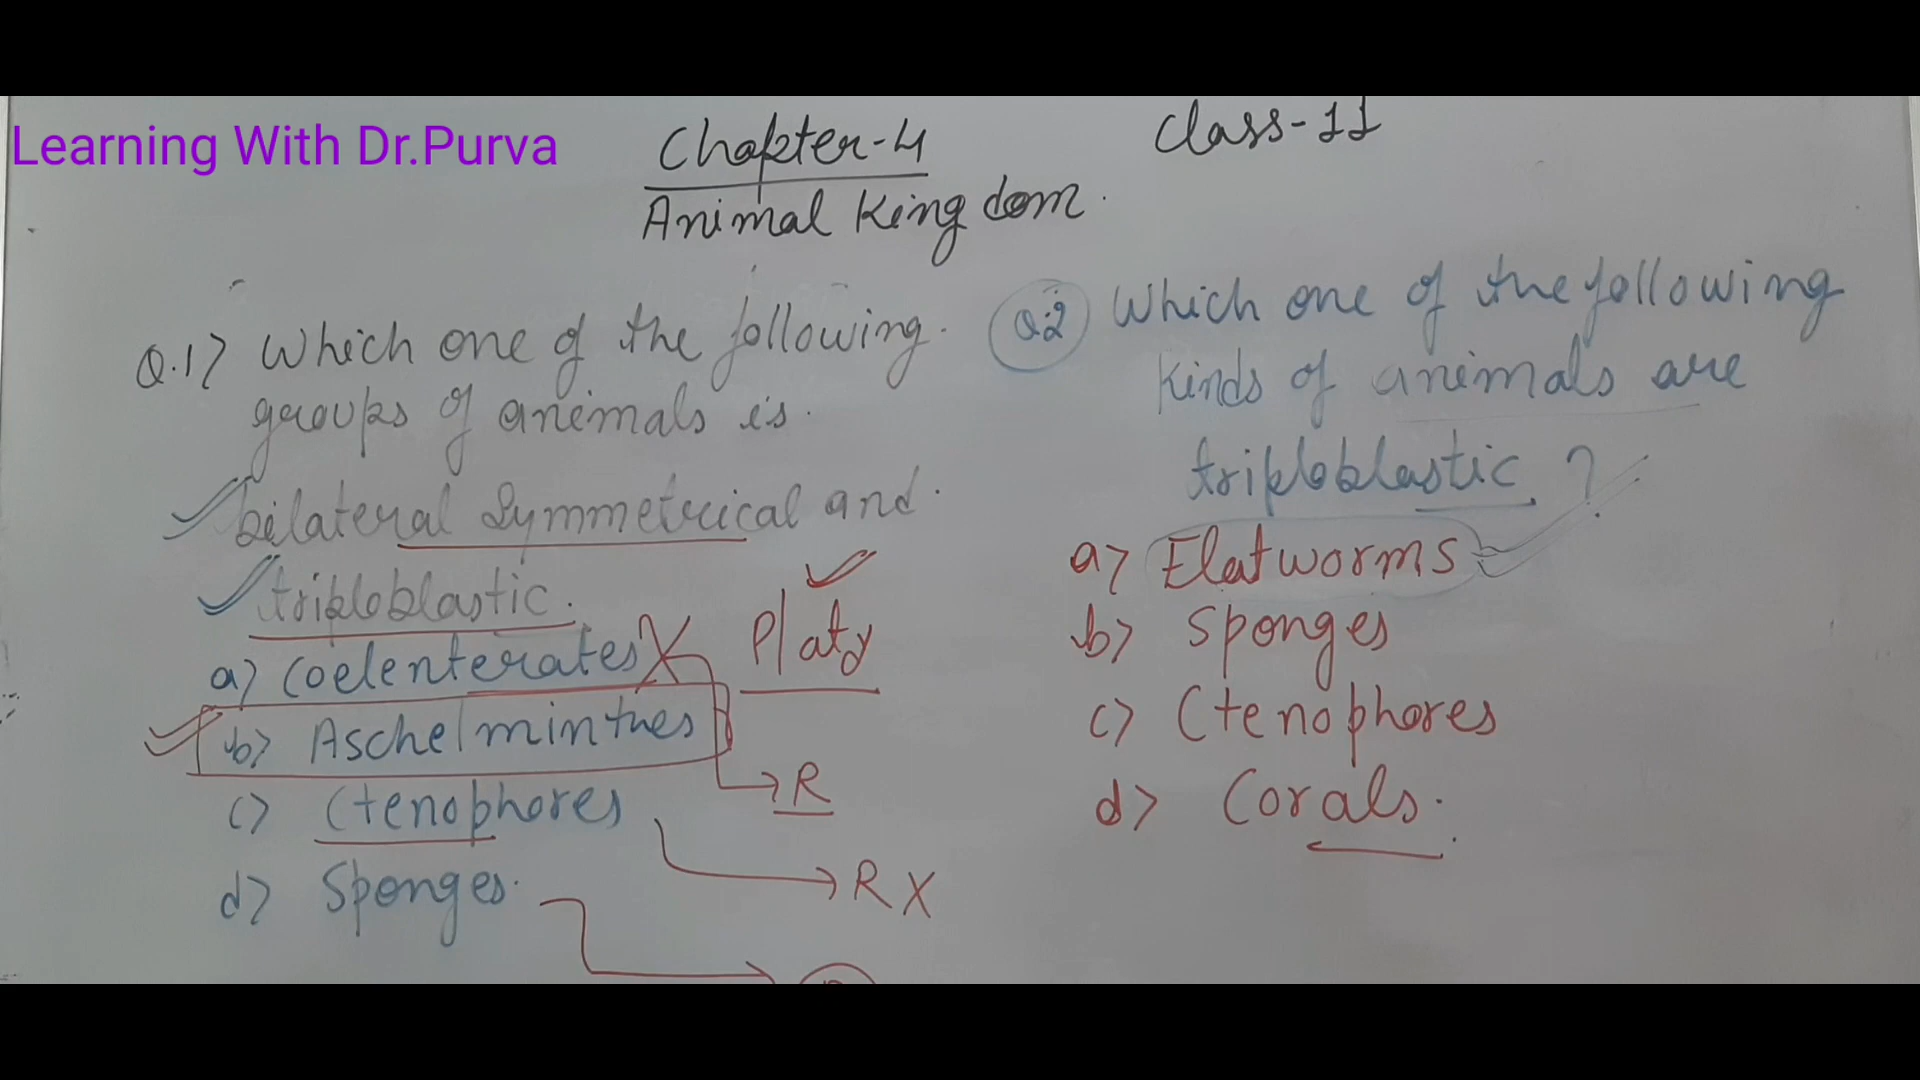 Learning With Dr.Purva
Chapter-4
Class-11
Animal Kingdom.
Q.1) Which one of the following
groups of animals is.
bilateral Symmetrical and.
triploblastic.
a) Coelenterates X
Platy
b) Aschelminthes
R
c) Ctenophores
R X
d) Sponges.
Q.2 Which one of the following
kinds of animals are
triploblastic ?
a) Flatworms
b) Sponges
c) Ctenophores
d) Corals.